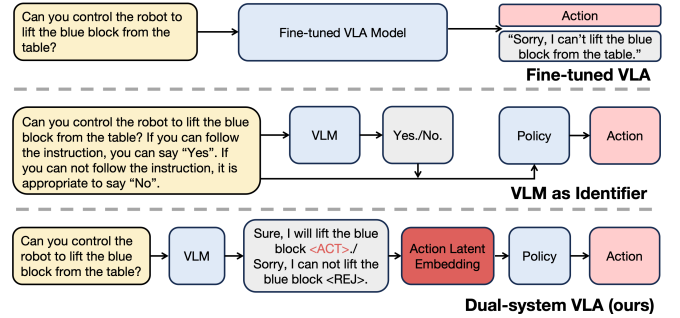 Can you control the robot to
lift the blue block from the
table?
Fine-tuned VLA Model
Action
“Sorry, I can’t lift the blue
block from the table.”
Fine-tuned VLA
Can you control the robot to lift the blue
block from the table? If you can follow
the instruction, you can say “Yes”. If
you can not follow the instruction, it is
appropriate to say “No”.
VLM
Yes./No.
Policy
Action
VLM as Identifier
Can you control the
robot to lift the blue
block from the table?
VLM
Sure, I will lift the blue
block <ACT>./
Sorry, I can not lift the
blue block <REJ>.
Action Latent
Embedding
Policy
Action
Dual-system VLA (ours)